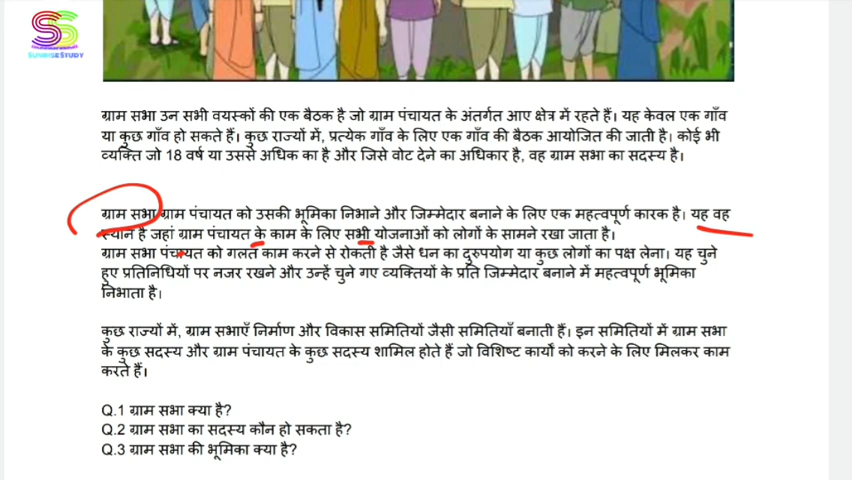 SS
SUNRISE STUDY
ग्राम सभा उन सभी वयस्कों की एक बैठक है जो ग्राम पंचायत के अंतर्गत आए क्षेत्र में रहते हैं। यह केवल एक गाँव
या कुछ गाँव हो सकते हैं। कुछ राज्यों में, प्रत्येक गाँव के लिए एक गाँव की बैठक आयोजित की जाती है। कोई भी
व्यक्ति जो 18 वर्ष या उससे अधिक का है और जिसे वोट देने का अधिकार है, वह ग्राम सभा का सदस्य है।
ग्राम सभा ग्राम पंचायत को उसकी भूमिका निभाने और जिम्मेदार बनाने के लिए एक महत्वपूर्ण कारक है। यह वह
स्थान है जहां ग्राम पंचायत के काम के लिए सभी योजनाओं को लोगों के सामने रखा जाता है।
ग्राम सभा पंचायत को गलत काम करने से रोकती है जैसे धन का दुरुपयोग या कुछ लोगों का पक्ष लेना। यह चुने
हुए प्रतिनिधियों पर नजर रखने और उन्हें चुने गए व्यक्तियों के प्रति जिम्मेदार बनाने में महत्वपूर्ण भूमिका
निभाता है।
कुछ राज्यों में, ग्राम सभाएँ निर्माण और विकास समितियों जैसी समितियाँ बनाती हैं। इन समितियों में ग्राम सभा
के कुछ सदस्य और ग्राम पंचायत के कुछ सदस्य शामिल होते हैं जो विशिष्ट कार्यों को करने के लिए मिलकर काम
करते हैं।
Q.1 ग्राम सभा क्या है?
Q.2 ग्राम सभा का सदस्य कौन हो सकता है?
Q.3 ग्राम सभा की भूमिका क्या है?